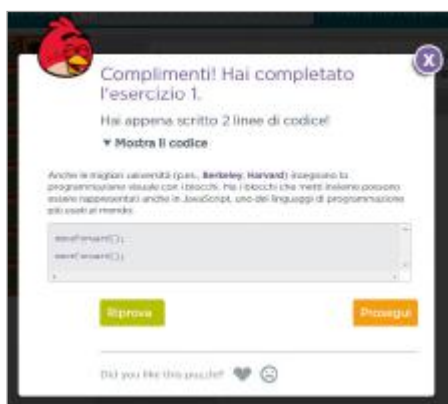 X
Complimenti! Hai completato
l'esercizio 1.
Hai appena scritto 2 linee di codice!
▼ Mostra il codice
Anche le migliori università (p.es., Berkeley, Harvard) insegnano la
programmazione visuale con i blocchi. Ma i blocchi che metti insieme possono
essere rappresentati anche in JavaScript, uno dei linguaggi di programmazione
più usati al mondo:
moveForward();
moveForward();
Riprova
Prosegui
Did you like this puzzle?